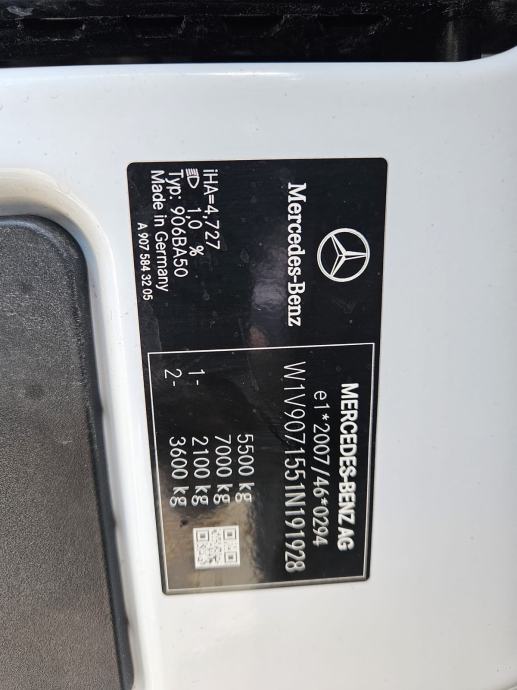 Mercedes-Benz
iHA=4,727
1,0 %
Typ: 906BA50
Made in Germany
A 907 584 32 05
MERCEDES-BENZ AG
e1*2007/46*0294
W1V9071551N191928
5500 kg
7000 kg
1- 2100 kg
2- 3600 kg